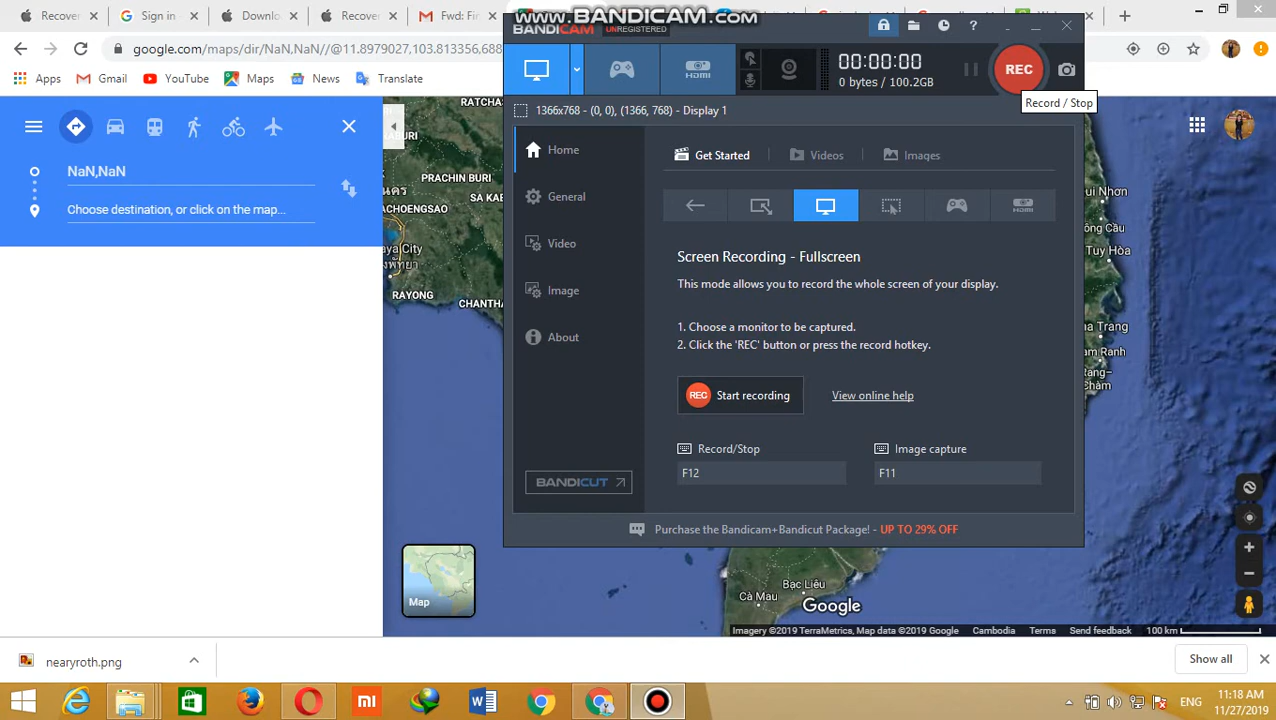 www.BANDICAM.com
Recove
Sign in
Downlo
Recove
Fwd: Fir
BANDICAM UNREGISTERED
google.com/maps/dir/NaN,NaN//@11.8979027,103.813356,688
00:00:00
0 bytes / 100.2GB
HDMI
REC
Apps
Gmail
YouTube
Maps
News
Translate
Record / Stop
1366x768 - (0, 0), (1366, 768) - Display 1
NaN,NaN
Choose destination, or click on the map...
RATCHA
PRACHIN BURI
SA KA
ACHOENGSAO
aya City
RAYONG
CHANTHA
Home
General
Video
Image
About
BANDICUT
Get Started
Videos
Images
HDMI
Screen Recording - Fullscreen
This mode allows you to record the whole screen of your display.
1. Choose a monitor to be captured.
2. Click the 'REC' button or press the record hotkey.
REC Start recording
View online help
Record/Stop
Image capture
F12
F11
Purchase the Bandicam+Bandicut Package! - UP TO 29% OFF
Tuy Hòa
Map
Bạc Liêu
Cà Mau
Google
Imagery ©2019 TerraMetrics, Map data ©2019 Google
Cambodia
Terms
Send feedback
100 km
nearyroth.png
Show all
ENG
11:18 AM
11/27/2019